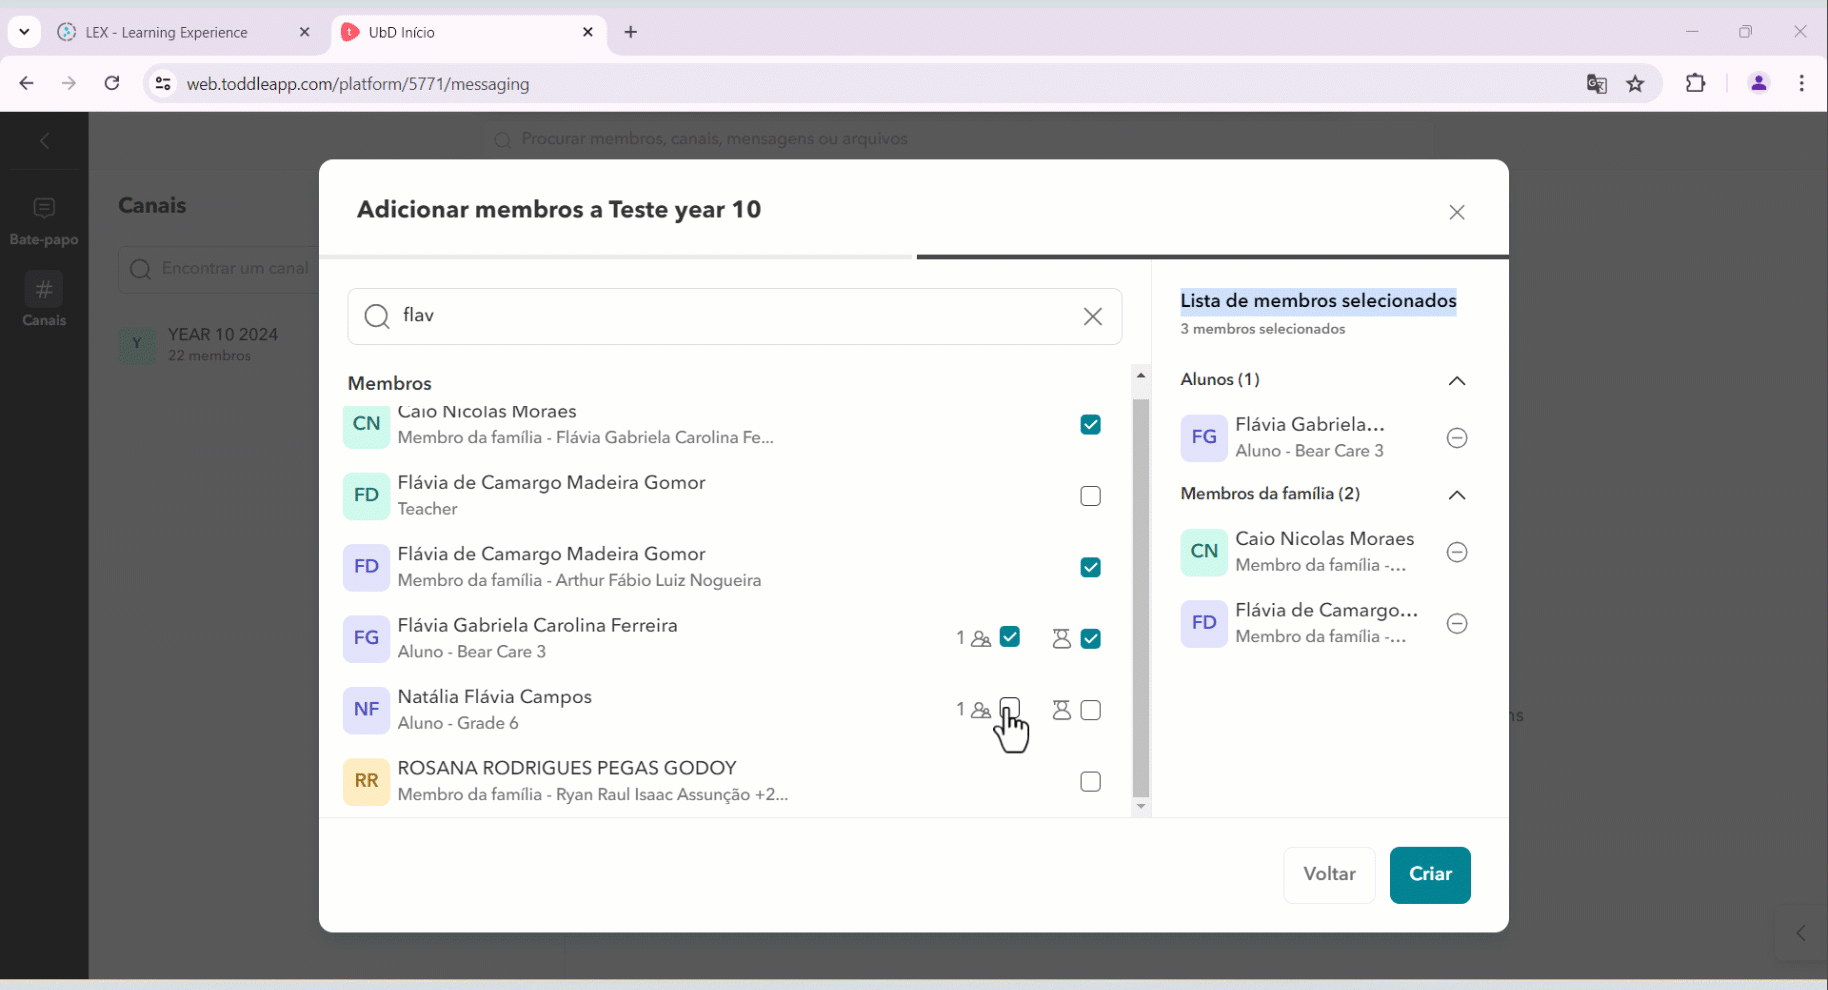 LEX - Learning Experience
UbD Início
web.toddleapp.com/platform/5771/messaging
Procurar membros, canais, mensagens ou arquivos
Bate-papo
Canais
Canais
Encontrar um canal
Y
YEAR 10 2024
22 membros
Adicionar membros a Teste year 10
flav
Membros
CN
Caio Nicolas Moraes
Membro da família - Flávia Gabriela Carolina Fe...
FD
Flávia de Camargo Madeira Gomor
Teacher
FD
Flávia de Camargo Madeira Gomor
Membro da família - Arthur Fábio Luiz Nogueira
FG
Flávia Gabriela Carolina Ferreira
1
Aluno - Bear Care 3
NF
Natália Flávia Campos
1
Aluno - Grade 6
RR
ROSANA RODRIGUES PEGAS GODOY
Membro da família - Ryan Raul Isaac Assunção +2...
Lista de membros selecionados
3 membros selecionados
Alunos (1)
FG
Flávia Gabriela...
Aluno - Bear Care 3
Membros da família (2)
CN
Caio Nicolas Moraes
Membro da família -...
FD
Flávia de Camargo...
Membro da família -...
Voltar
Criar